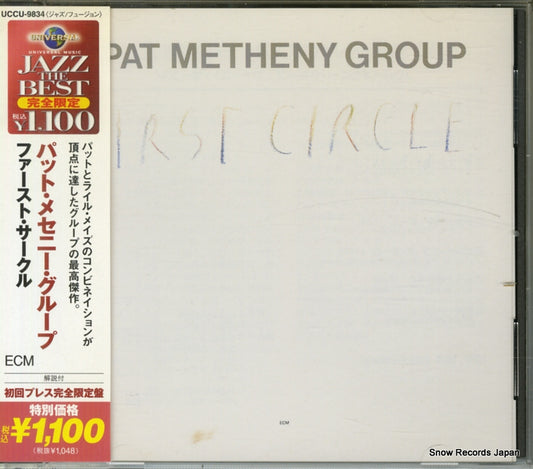 UCCU-9834 (ジャズ/フュージョン)
UNIVERSAL
UNIVERSAL MUSIC
JAZZ
THE
BEST
完全限定
税込
¥1,100
パット・メセニー・グループ
ファースト・サークル
パットとライル・メイズのコンビネイションが
頂点に達したグループの最高傑作。
ECM
解説付
初回プレス完全限定盤
特別価格
税込 ¥1,100
(税抜¥1,048)
PAT METHENY GROUP
IRST CIRCLE
ECM
Snow Records Japan